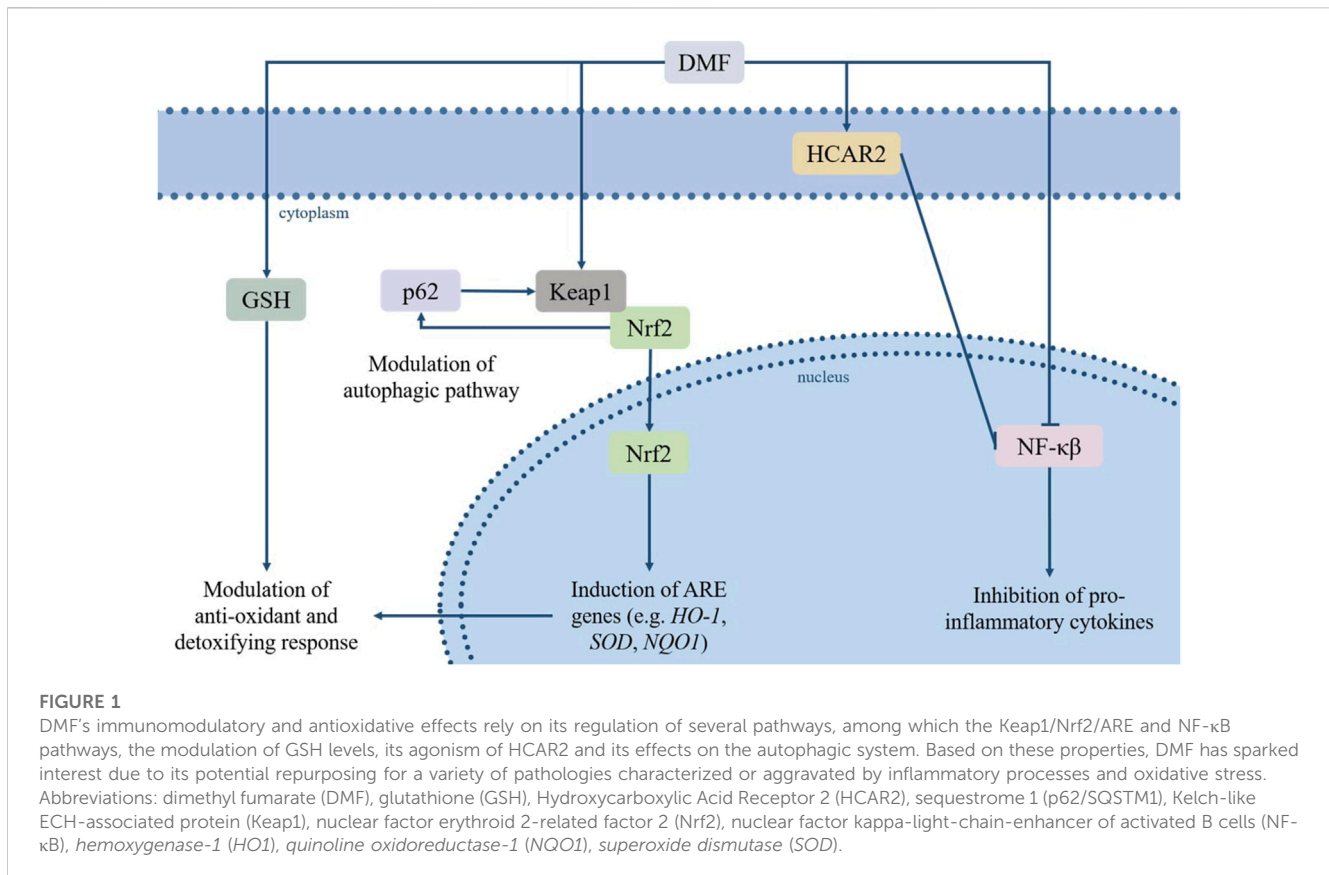 DMF
HCAR2
cytoplasm
GSH
p62
Keap1
Nrf2
Modulation of
autophagic pathway
nucleus
Nrf2
NF-κβ
Modulation of
anti-oxidant and
detoxifying response
Induction of ARE
genes (e.g. HO-1,
SOD, NQO1)
Inhibition of pro-
inflammatory cytokines
FIGURE 1
DMF's immunomodulatory and antioxidative effects rely on its regulation of several pathways, among which the Keap1/Nrf2/ARE and NF-κB
pathways, the modulation of GSH levels, its agonism of HCAR2 and its effects on the autophagic system. Based on these properties, DMF has sparked
interest due to its potential repurposing for a variety of pathologies characterized or aggravated by inflammatory processes and oxidative stress.
Abbreviations: dimethyl fumarate (DMF), glutathione (GSH), Hydroxycarboxylic Acid Receptor 2 (HCAR2), sequestrome 1 (p62/SQSTM1), Kelch-like
ECH-associated protein (Keap1), nuclear factor erythroid 2-related factor 2 (Nrf2), nuclear factor kappa-light-chain-enhancer of activated B cells (NF-
κB), hemoxygenase-1 (HO1), quinoline oxidoreductase-1 (NQO1), superoxide dismutase (SOD).